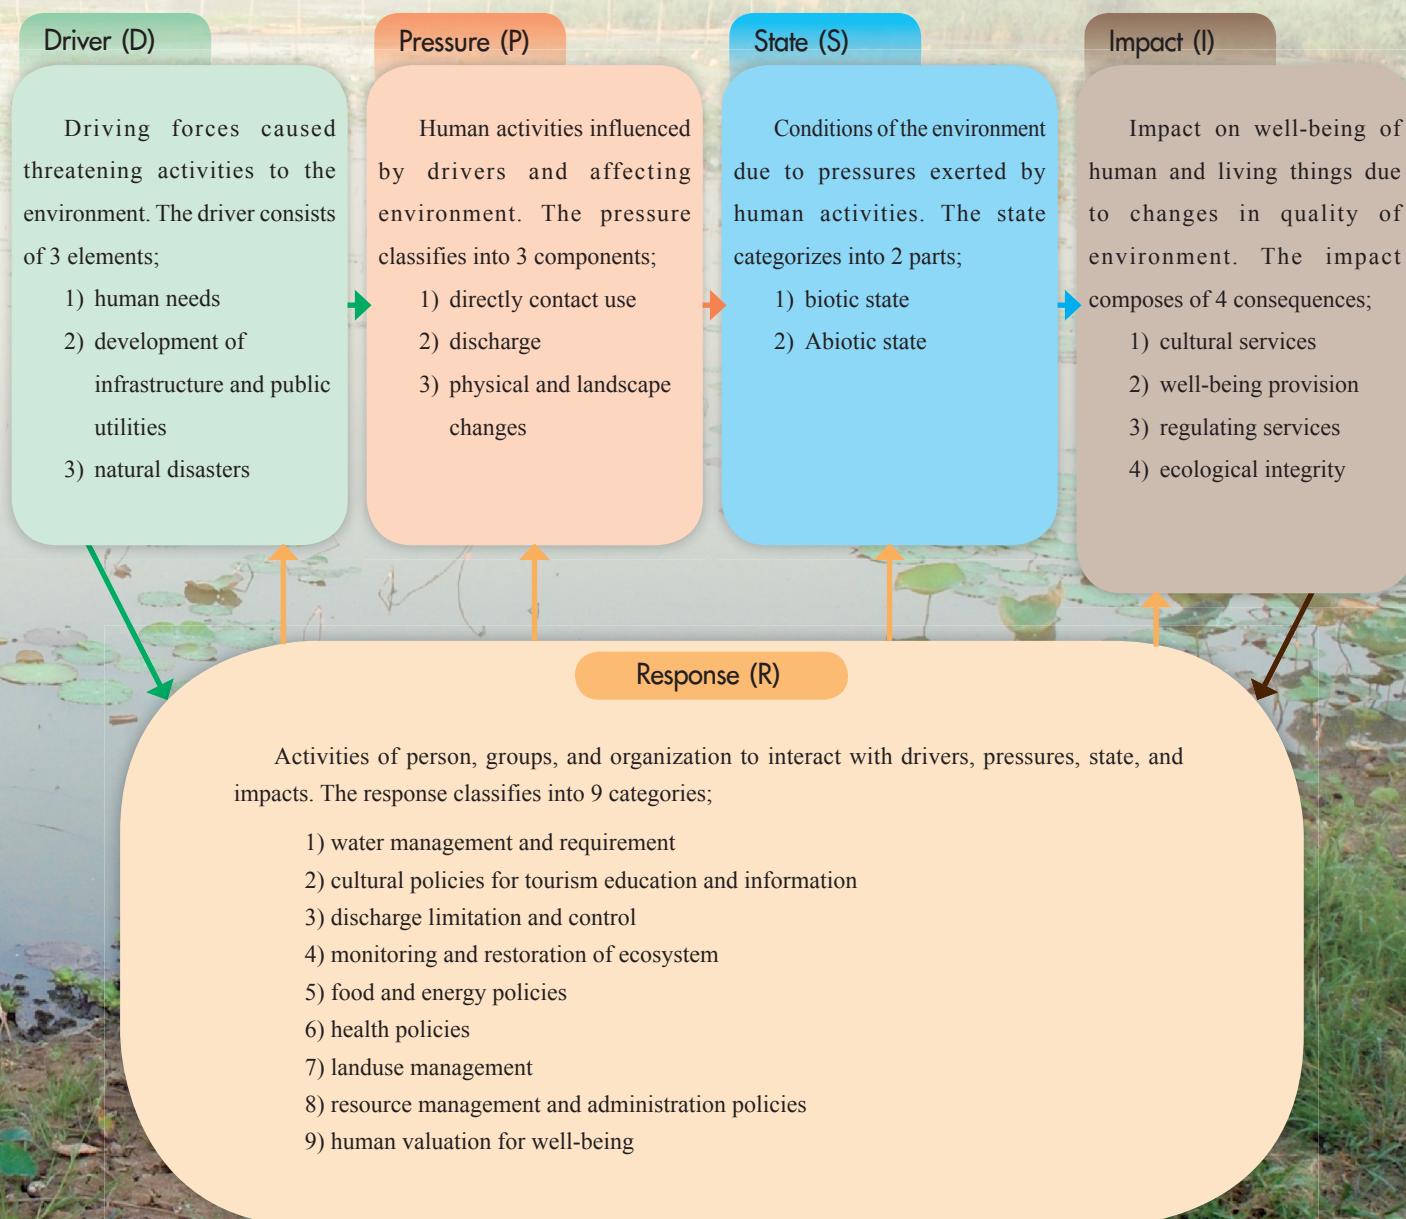 Driver (D)
Driving forces caused
threatening activities to the
environment. The driver consists
of 3 elements;
1) human needs
2) development of
infrastructure and public
utilities
3) natural disasters
Pressure (P)
Human activities influenced
by drivers and affecting
environment. The pressure
classifies into 3 components;
1) directly contact use
2) discharge
3) physical and landscape
changes
State (S)
Conditions of the environment
due to pressures exerted by
human activities. The state
categorizes into 2 parts;
1) biotic state
2) Abiotic state
Impact (I)
Impact on well-being of
human and living things due
to changes in quality of
environment. The impact
composes of 4 consequences;
1) cultural services
2) well-being provision
3) regulating services
4) ecological integrity
Response (R)
Activities of person, groups, and organization to interact with drivers, pressures, state, and
impacts. The response classifies into 9 categories;
1) water management and requirement
2) cultural policies for tourism education and information
3) discharge limitation and control
4) monitoring and restoration of ecosystem
5) food and energy policies
6) health policies
7) landuse management
8) resource management and administration policies
9) human valuation for well-being